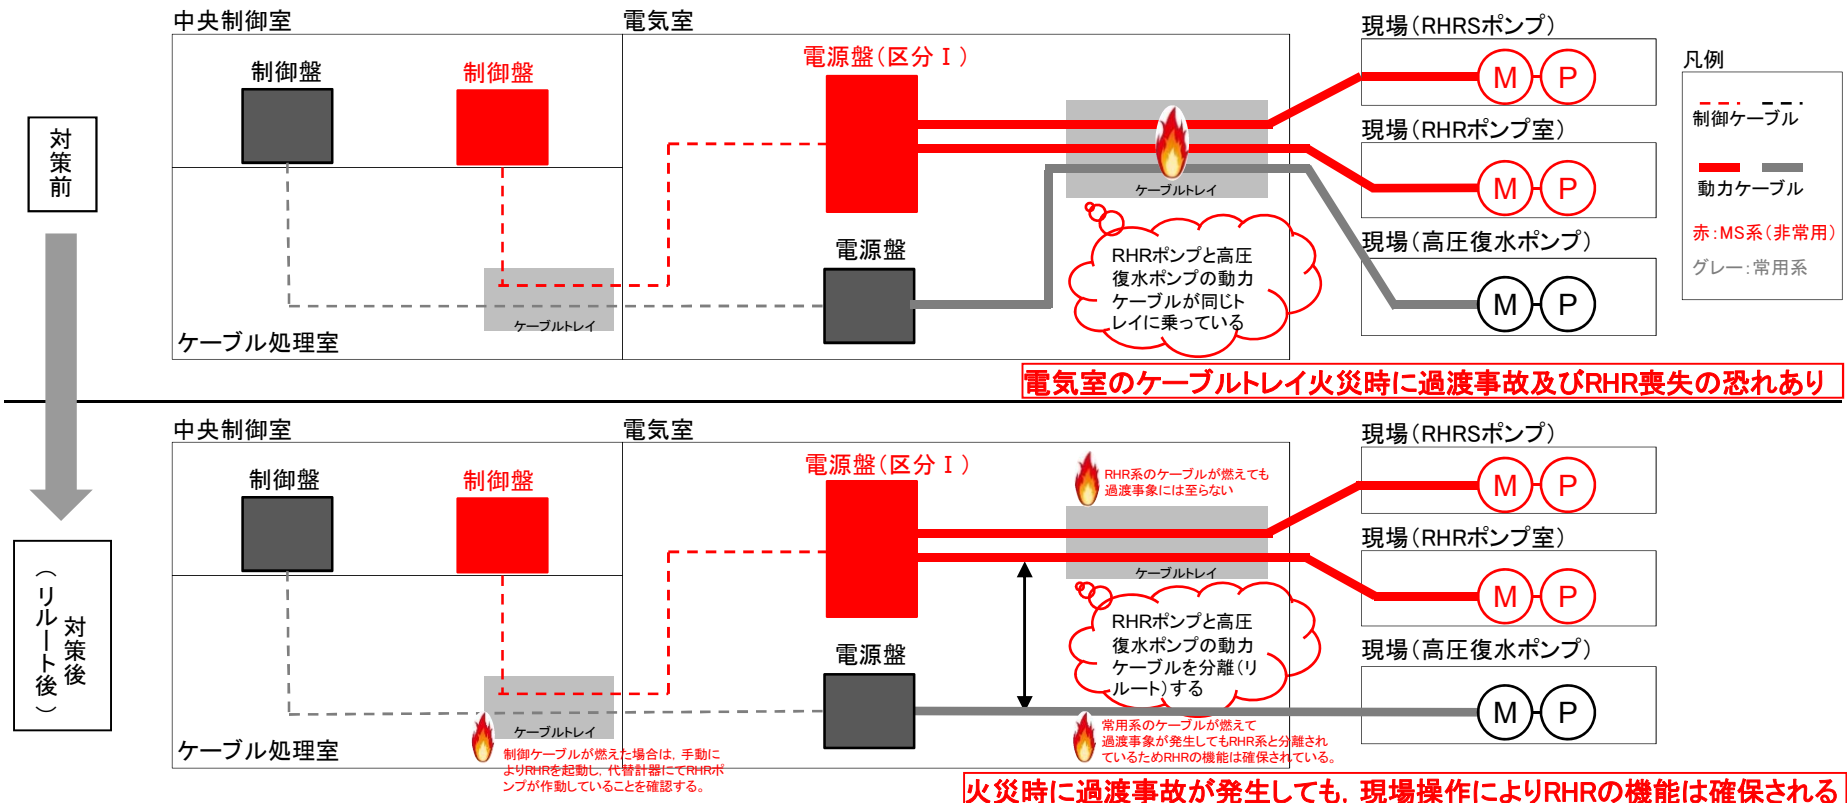 対策前
中央制御室
電気室
制御盤
制御盤
電源盤(区分Ⅰ)
現場(RHRSポンプ)
M
P
現場(RHRポンプ室)
M
P
ケーブルトレイ
RHRポンプと高圧
復水ポンプの動力
ケーブルが同じト
レイに乗っている
電源盤
現場(高圧復水ポンプ)
M
P
ケーブルトレイ
ケーブル処理室
凡例
制御ケーブル
動力ケーブル
赤:MS系(非常用)
グレー:常用系
電気室のケーブルトレイ火災時に過渡事故及びRHR喪失の恐れあり
対策後
(リルート後)
中央制御室
電気室
制御盤
制御盤
電源盤(区分Ⅰ)
RHR系のケーブルが燃えても
過渡事象には至らない
現場(RHRSポンプ)
M
P
現場(RHRポンプ室)
M
P
ケーブルトレイ
RHRポンプと高圧
復水ポンプの動力
ケーブルを分離(リ
ルート)する
電源盤
現場(高圧復水ポンプ)
M
P
ケーブルトレイ
ケーブル処理室
制御ケーブルが燃えた場合は,手動に
よりRHRを起動し,代替計器にてRHRポ
ンプが作動していることを確認する。
常用系のケーブルが燃えて
過渡事象が発生してもRHR系と分離され
ているためRHRの機能は確保されている。
火災時に過渡事故が発生しても,現場操作によりRHRの機能は確保される